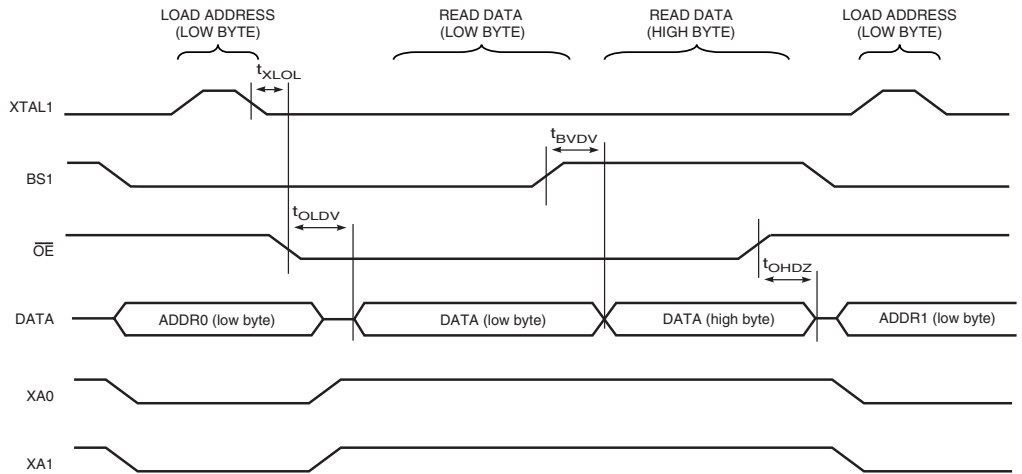 LOAD ADDRESS
(LOW BYTE)
READ DATA
(LOW BYTE)
READ DATA
(HIGH BYTE)
LOAD ADDRESS
(LOW BYTE)
tXLOL
XTAL1
tBVDV
BS1
tOLDV
OE
tOHDZ
DATA
ADDR0 (low byte)
DATA (low byte)
DATA (high byte)
ADDR1 (low byte)
XA0
XA1